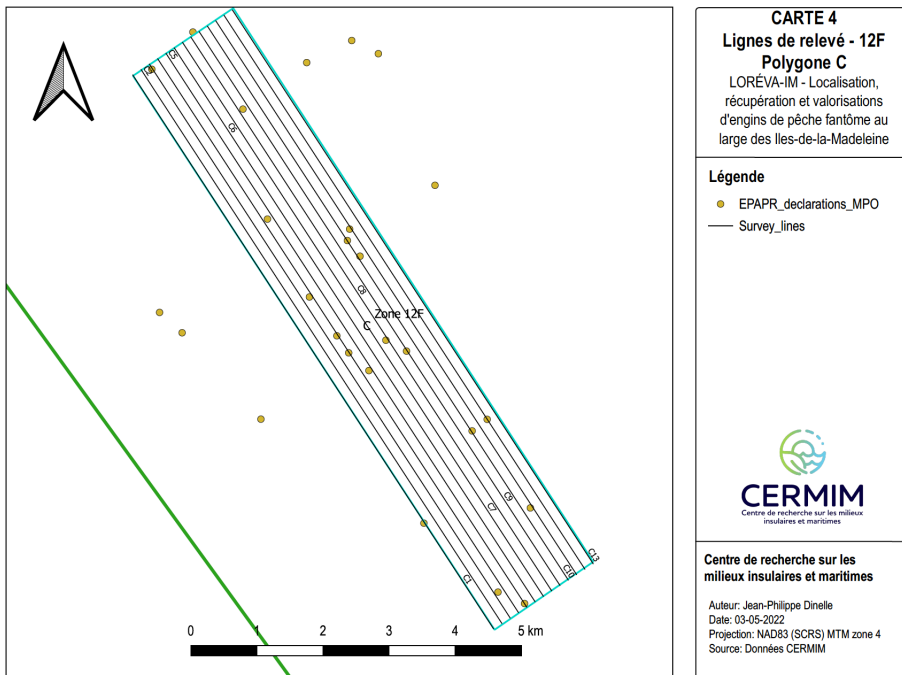 CARTE 4
Lignes de relevé - 12F
Polygone C
LORÉVA-IM - Localisation,
récupération et valorisations
d'engins de pêche fantôme au
large des Iles-de-la-Madeleine
Légende
EPAPR_declarations_MPO
Survey_lines
C5
C6
C8
Zone 12F
C
C9
C7
C13
C10
C1
0 1 2 3 4 5 km
CERMIM
Centre de recherche sur les milieux
insulaires et maritimes
Centre de recherche sur les
milieux insulaires et maritimes
Auteur: Jean-Philippe Dinelle
Date: 03-05-2022
Projection: NAD83 (SCRS) MTM zone 4
Source: Données CERMIM